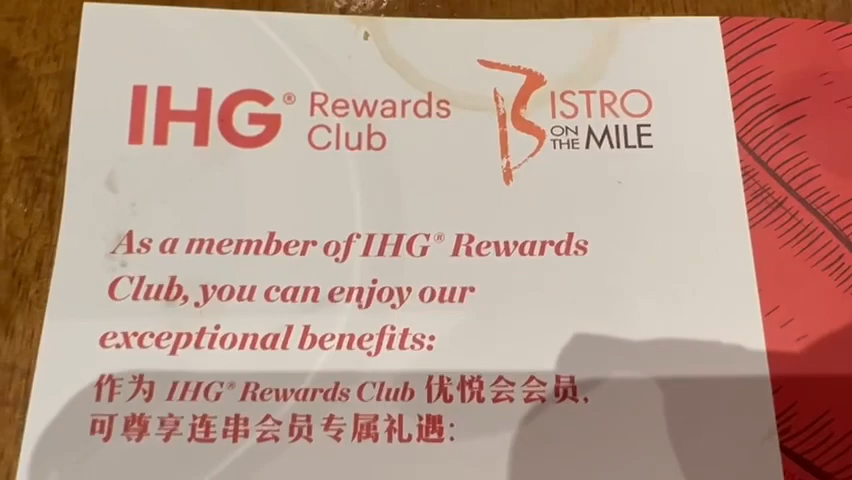 IHG® Rewards Club
BISTRO ON THE MILE
As a member of IHG® Rewards
Club, you can enjoy our
exceptional benefits:
作为 IHG® Rewards Club 优悦会会员,
可尊享连串会员专属礼遇: